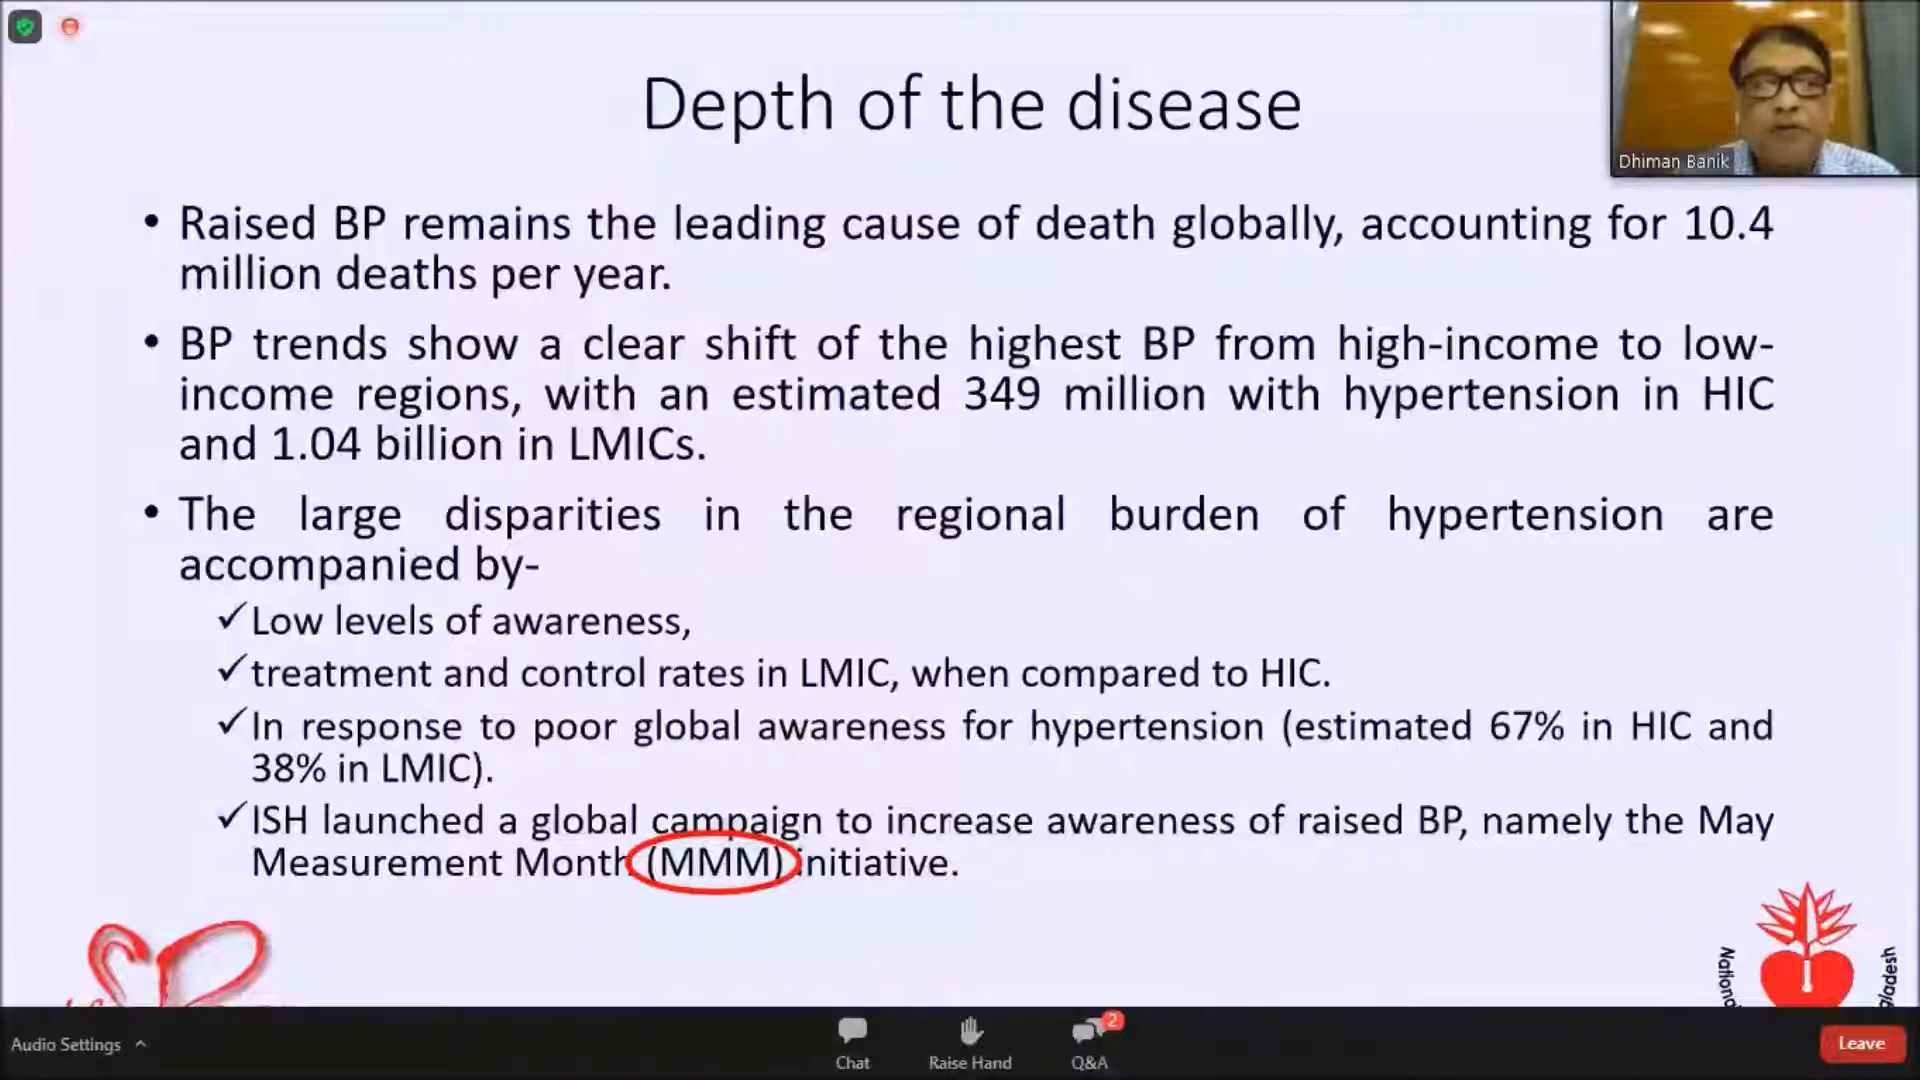 Depth of the disease
Dhiman Banik
• Raised BP remains the leading cause of death globally, accounting for 10.4
million deaths per year.
• BP trends show a clear shift of the highest BP from high-income to low-
income regions, with an estimated 349 million with hypertension in HIC
and 1.04 billion in LMICs.
• The large disparities in the regional burden of hypertension are
accompanied by-
✓Low levels of awareness,
✓treatment and control rates in LMIC, when compared to HIC.
✓In response to poor global awareness for hypertension (estimated 67% in HIC and
38% in LMIC).
✓ISH launched a global campaign to increase awareness of raised BP, namely the May
Measurement Month (MMM) initiative.
Audio Settings
Chat
Raise Hand
2
Q&A
Leave